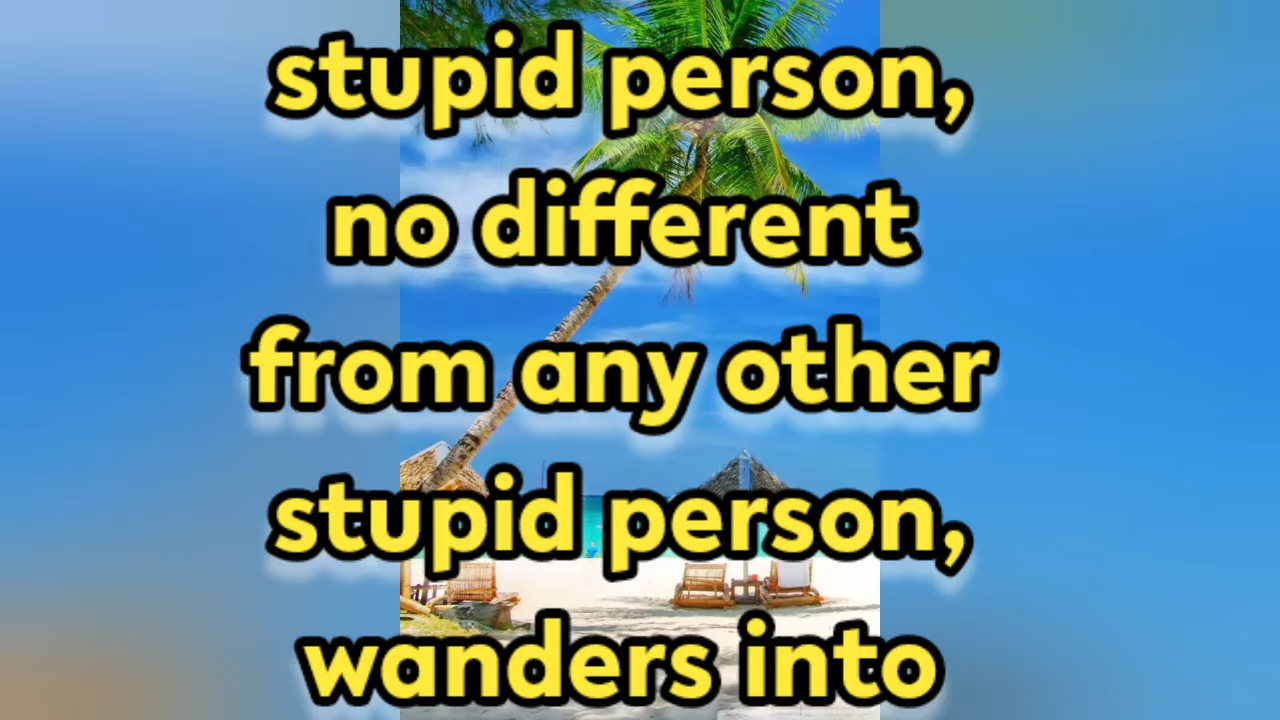 stupid person,
no different
from any other
stupid person,
wanders into